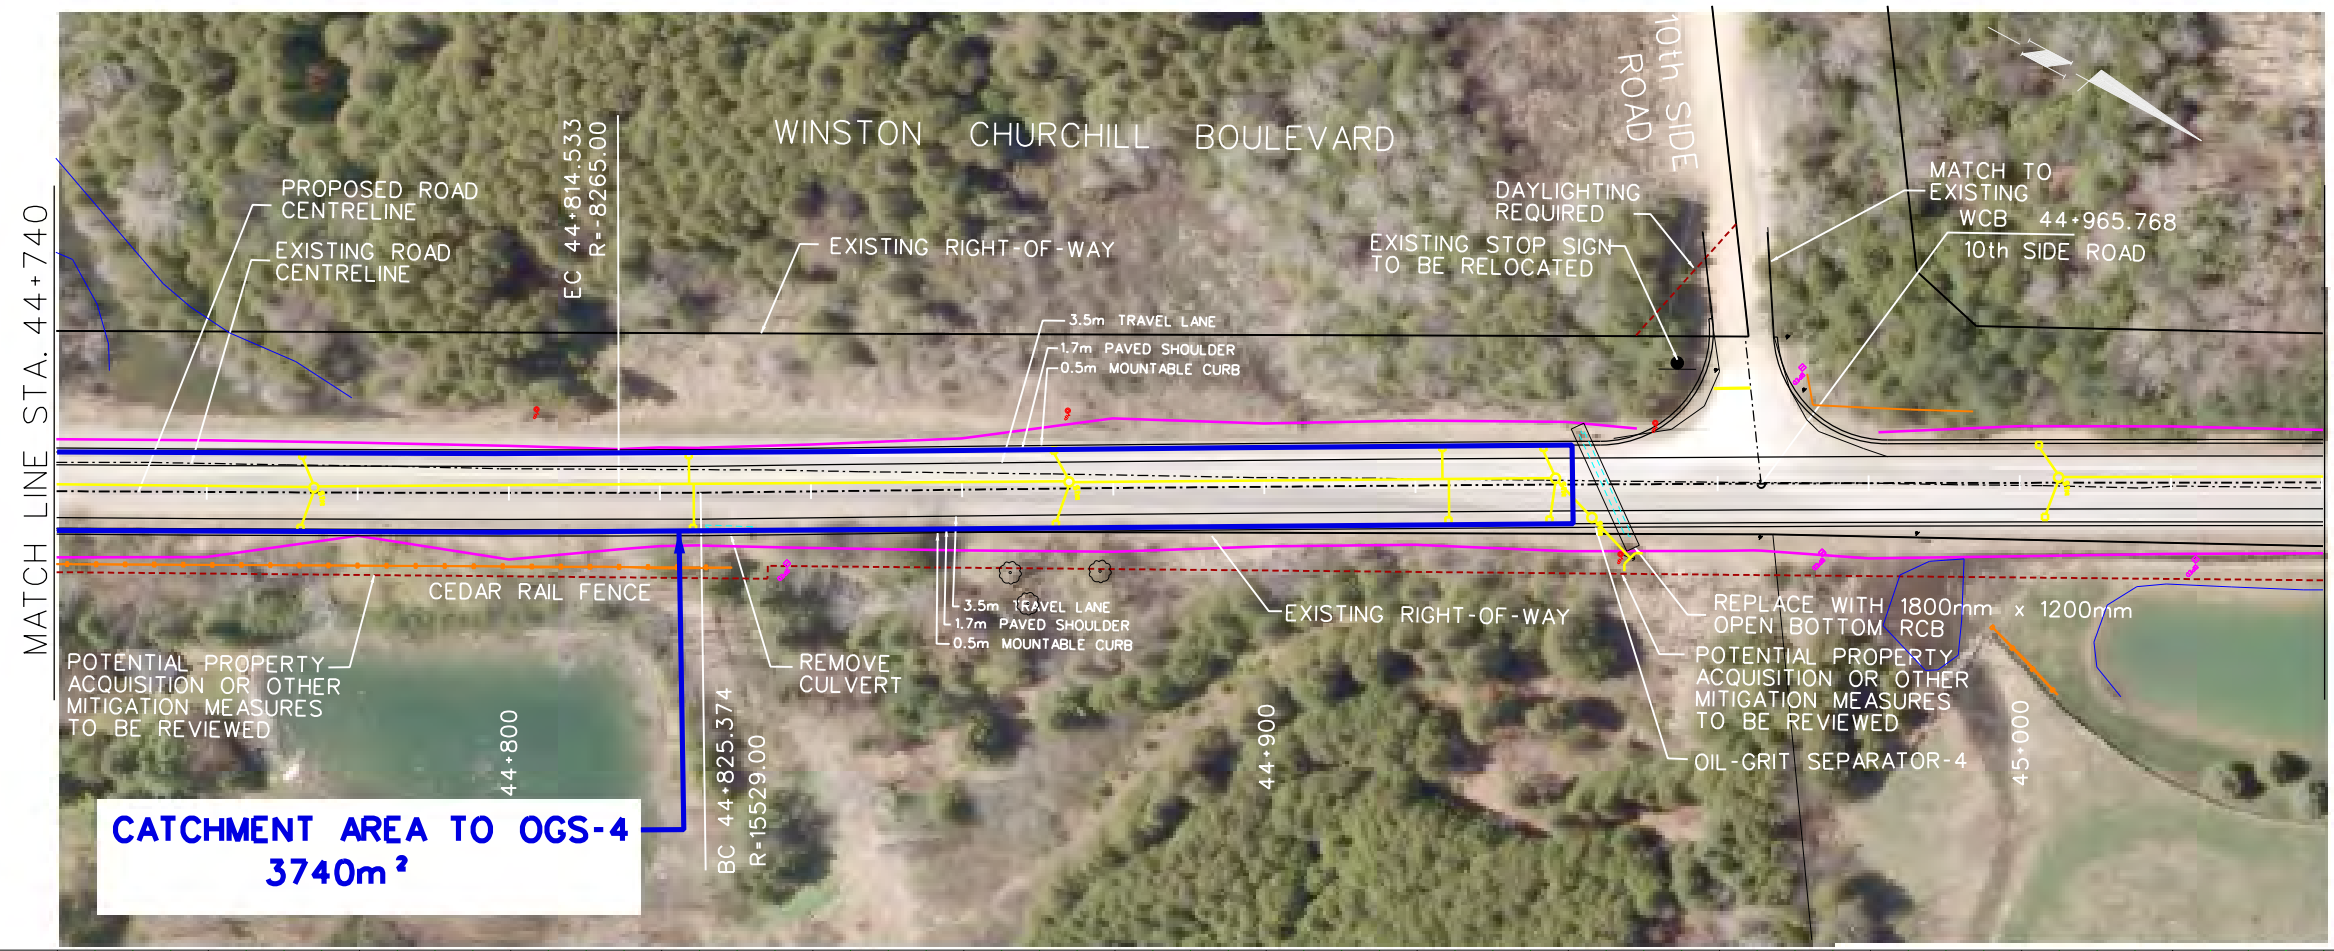 10th SIDE
ROAD
WINSTON CHURCHILL BOULEVARD
EC 44+814.533
R=-8265.00
PROPOSED ROAD
CENTRELINE
EXISTING ROAD
CENTRELINE
EXISTING RIGHT-OF-WAY
DAYLIGHTING
REQUIRED
EXISTING STOP SIGN
TO BE RELOCATED
MATCH TO
EXISTING
WCB 44+965.768
10th SIDE ROAD
MATCH LINE STA. 44+740
3.5m TRAVEL LANE
1.7m PAVED SHOULDER
0.5m MOUNTABLE CURB
CEDAR RAIL FENCE
3.5m TRAVEL LANE
1.7m PAVED SHOULDER
0.5m MOUNTABLE CURB
EXISTING RIGHT-OF-WAY
REPLACE WITH 1800mm x 1200mm
OPEN BOTTOM RCB
POTENTIAL PROPERTY
ACQUISITION OR OTHER
MITIGATION MEASURES
TO BE REVIEWED
REMOVE
CULVERT
POTENTIAL PROPERTY
ACQUISITION OR OTHER
MITIGATION MEASURES
TO BE REVIEWED
OIL-GRIT SEPARATOR-4
44+800
BC 44+825.374
R=15529.00
44+900
45+000
CATCHMENT AREA TO OGS-4
3740m²